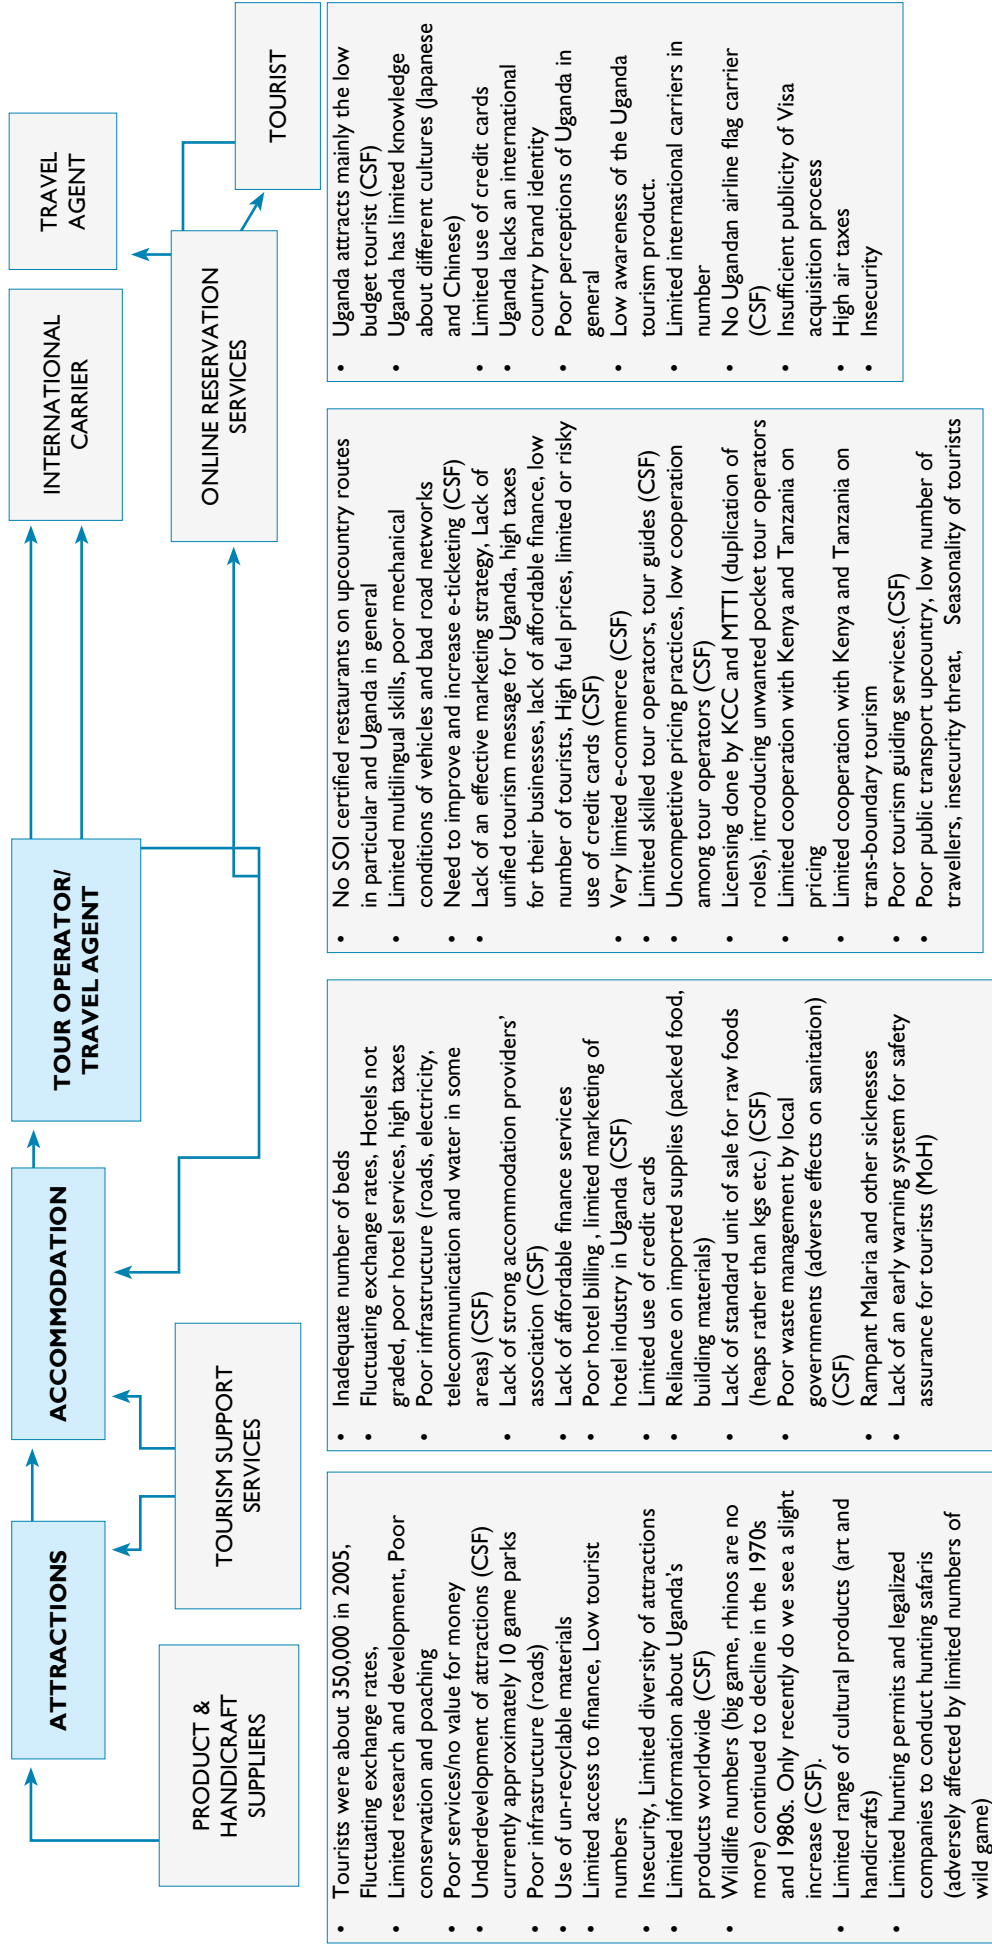 ATTRACTIONS
ACCOMMODATION
TOUR OPERATOR/
TRAVEL AGENT
INTERNATIONAL
CARRIER
TRAVEL
AGENT
PRODUCT &
HANDICRAFT
SUPPLIERS
TOURISM SUPPORT
SERVICES
ONLINE RESERVATION
SERVICES
TOURIST
• Tourists were about 350,000 in 2005,
Fluctuating exchange rates,
• Limited research and development, Poor
conservation and poaching
• Poor services/no value for money
• Underdevelopment of attractions (CSF)
currently approximately 10 game parks
• Poor infrastructure (roads)
• Use of un-recyclable materials
• Limited access to finance, Low tourist
numbers
• Insecurity, Limited diversity of attractions
• Limited information about Uganda's
products worldwide (CSF)
• Wildlife numbers (big game, rhinos are no
more) continued to decline in the 1970s
and 1980s. Only recently do we see a slight
increase (CSF).
• Limited range of cultural products (art and
handicrafts)
• Limited hunting permits and legalized
companies to conduct hunting safaris
(adversely affected by limited numbers of
wild game)
• Inadequate number of beds
• Fluctuating exchange rates, Hotels not
graded, poor hotel services, high taxes
• Poor infrastructure (roads, electricity,
telecommunication and water in some
areas) (CSF)
• Lack of strong accommodation providers'
association (CSF)
• Lack of affordable finance services
• Poor hotel billing , limited marketing of
hotel industry in Uganda (CSF)
• Limited use of credit cards
• Reliance on imported supplies (packed food,
building materials)
• Lack of standard unit of sale for raw foods
(heaps rather than kgs etc.) (CSF)
• Poor waste management by local
governments (adverse effects on sanitation)
(CSF)
• Rampant Malaria and other sicknesses
• Lack of an early warning system for safety
assurance for tourists (MoH)
• No SOI certified restaurants on upcountry routes
in particular and Uganda in general
• Limited multilingual skills, poor mechanical
conditions of vehicles and bad road networks
• Need to improve and increase e-ticketing (CSF)
• Lack of an effective marketing strategy, Lack of
unified tourism message for Uganda, high taxes
for their businesses, lack of affordable finance, low
number of tourists, High fuel prices, limited or risky
use of credit cards (CSF)
• Very limited e-commerce (CSF)
• Limited skilled tour operators, tour guides (CSF)
• Uncompetitive pricing practices, low cooperation
among tour operators (CSF)
• Licensing done by KCC and MTTI (duplication of
roles), introducing unwanted pocket tour operators
• Limited cooperation with Kenya and Tanzania on
pricing
• Limited cooperation with Kenya and Tanzania on
trans-boundary tourism
• Poor tourism guiding services.(CSF)
• Poor public transport upcountry, low number of
travellers, insecurity threat, Seasonality of tourists
• Uganda attracts mainly the low
budget tourist (CSF)
• Uganda has limited knowledge
about different cultures (Japanese
and Chinese)
• Limited use of credit cards
• Uganda lacks an international
country brand identity
• Poor perceptions of Uganda in
general
• Low awareness of the Uganda
tourism product.
• Limited international carriers in
number
• No Ugandan airline flag carrier
(CSF)
• Insufficient publicity of Visa
acquisition process
• High air taxes
• Insecurity